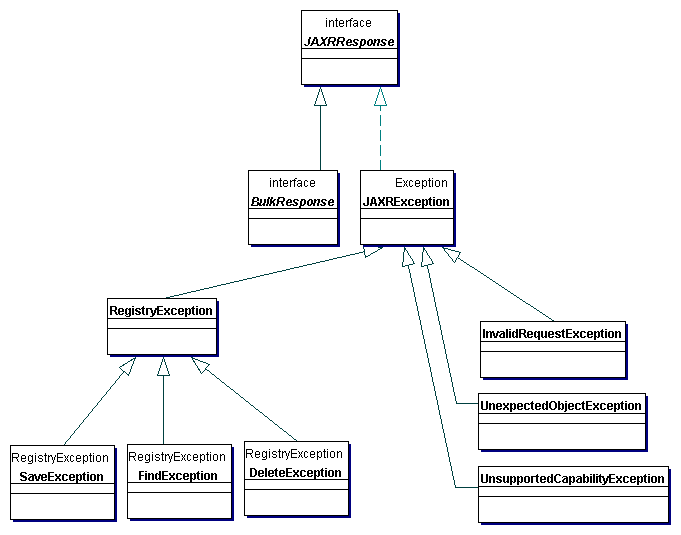 interface
JAXRResponse
interface
BulkResponse
Exception
JAXRException
RegistryException
InvalidRequestException
UnexpectedObjectException
RegistryException
SaveException
RegistryException
FindException
RegistryException
DeleteException
UnsupportedCapabilityException